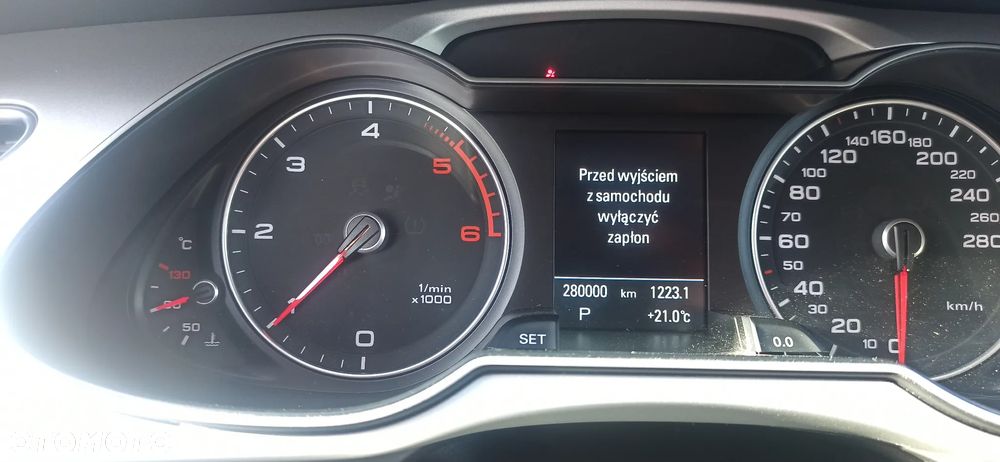 4
3
5
2
6
1
0
1/min
x1000
°C
130
90
50
Przed wyjściem
z samochodu
wyłączyć
zapłon
280000 km 1223.1
P +21.0°C
SET
0.0
140 160 180
120 200
100 220
80 240
70 260
60 280
50
40
30
20
10 0
km/h
OTOMOTO